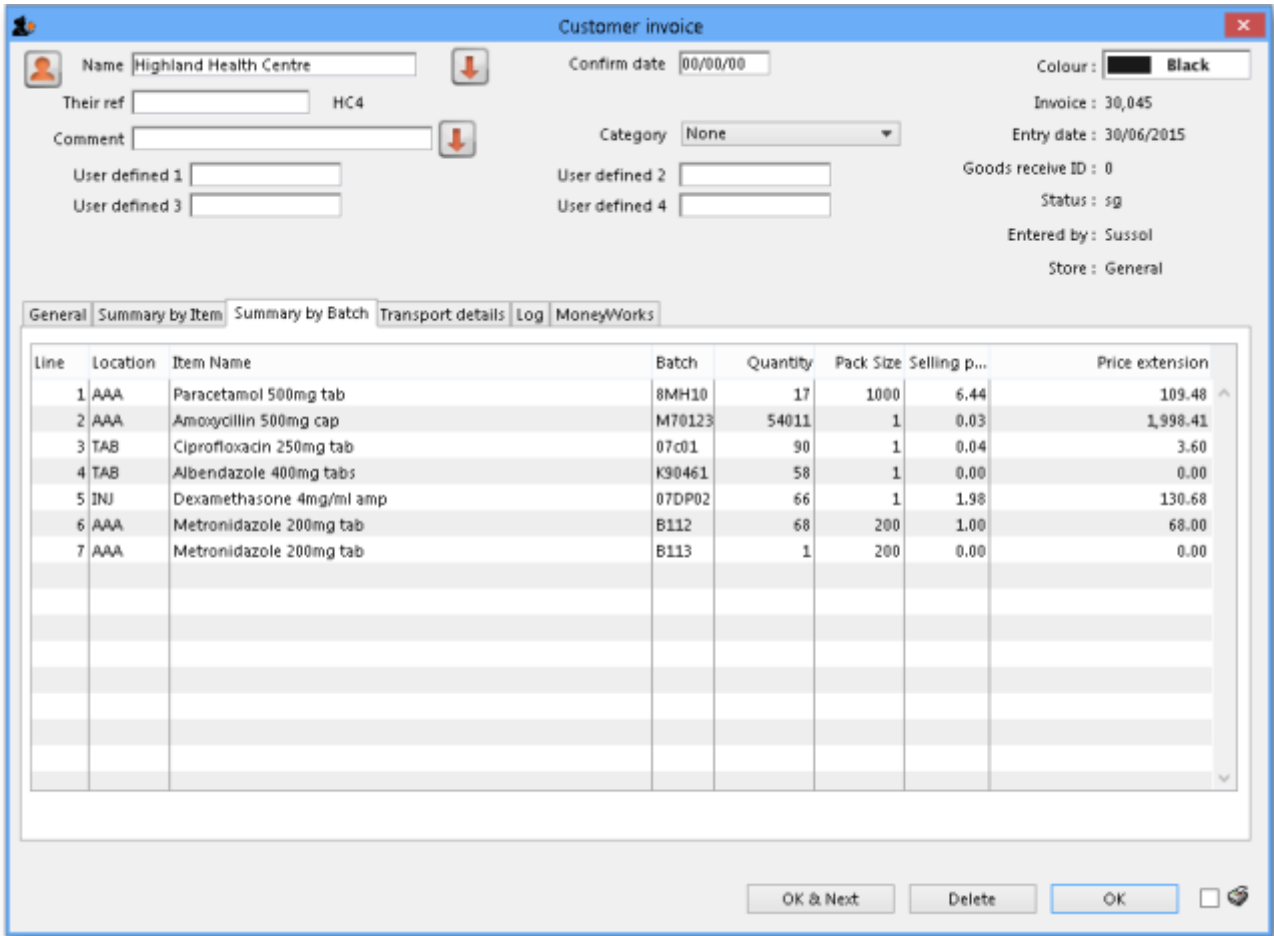 Customer invoice
Name Highland Health Centre Confirm date 00/00/00 Colour : Black
Their ref HC4 Invoice : 30,045
Comment Category None Entry date : 30/06/2015
User defined 1 User defined 2 Goods receive ID : 0
User defined 3 User defined 4 Status : sg
Entered by : Sussol
Store : General
General Summary by Item Summary by Batch Transport details Log MoneyWorks
Line Location Item Name Batch Quantity Pack Size Selling p... Price extension
1 AAA Paracetamol 500mg tab 8MH10 17 1000 6.44 109.48
2 AAA Amoxycillin 500mg cap M70123 54011 1 0.03 1,998.41
3 TAB Ciprofloxacin 250mg tab 07c01 90 1 0.04 3.60
4 TAB Albendazole 400mg tabs K90461 58 1 0.00 0.00
5 INJ Dexamethasone 4mg/ml amp 07DP02 66 1 1.98 130.68
6 AAA Metronidazole 200mg tab B112 68 200 1.00 68.00
7 AAA Metronidazole 200mg tab B113 1 200 0.00 0.00
OK & Next Delete OK